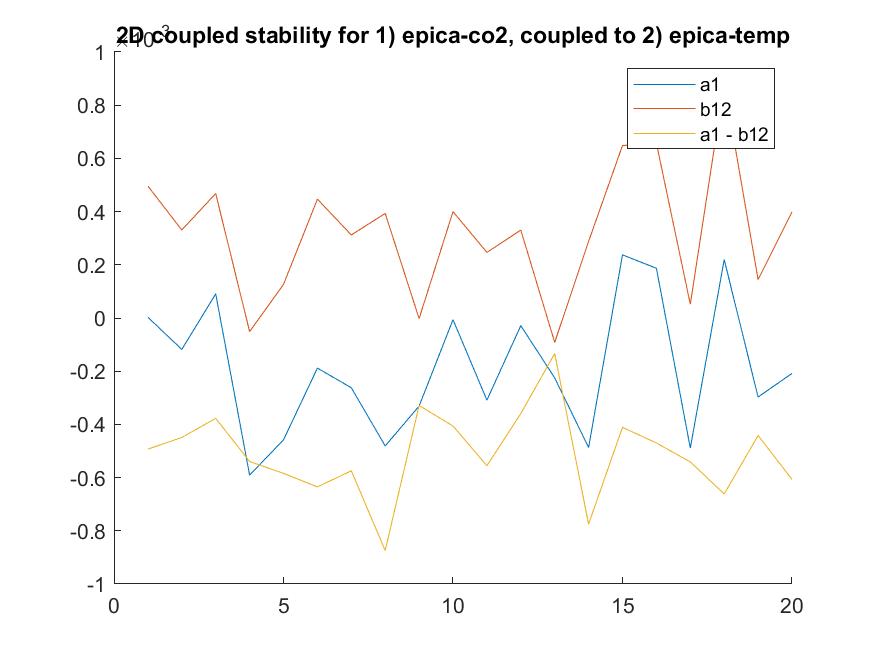 2D coupled stability for 1) epica-co2, coupled to 2) epica-temp
×10-3
1
a1
b12
a1 - b12
0.8
0.6
0.4
0.2
0
-0.2
-0.4
-0.6
-0.8
-1
0 5 10 15 20